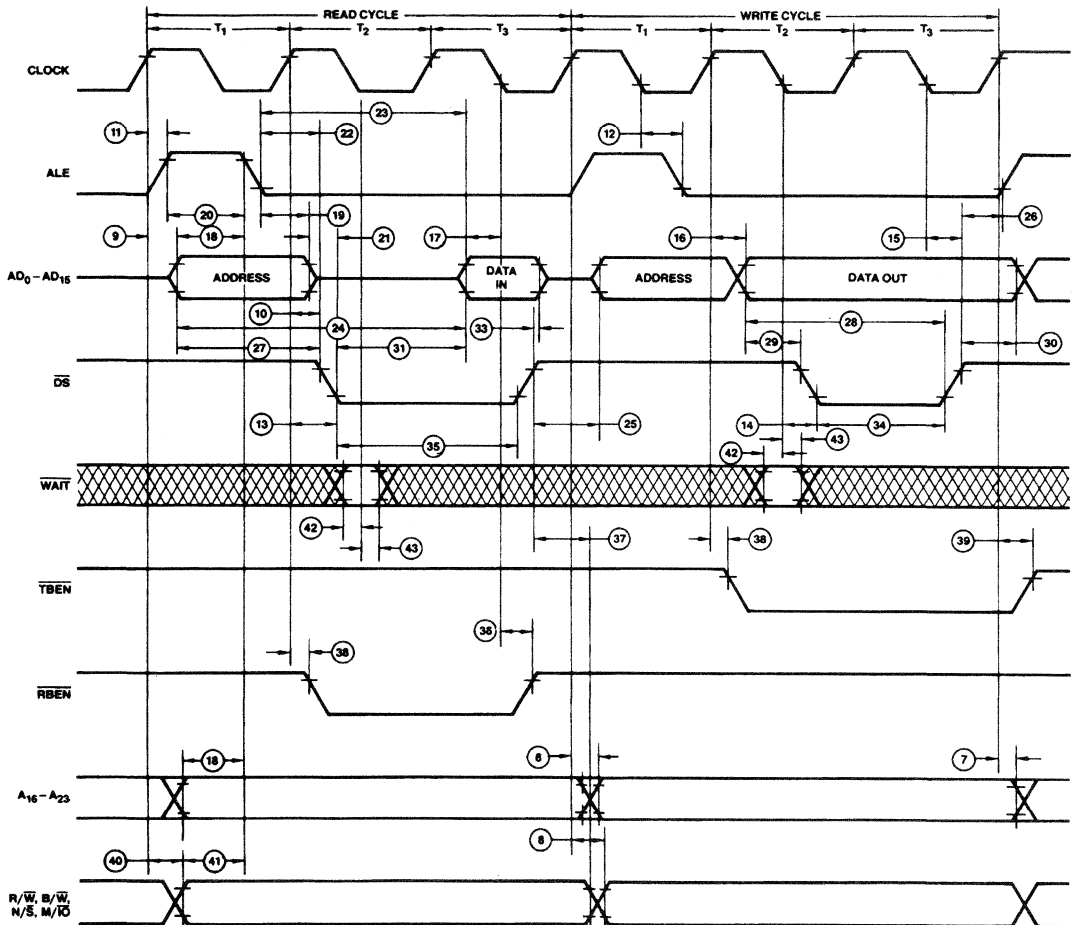 READ CYCLE WRITE CYCLE
T1 T2 T3 T1 T2 T3
CLOCK
23
11 22 12
ALE
20 19 26
9 18 21 17 16 15
AD0–AD15 ADDRESS DATA IN ADDRESS DATA OUT
10 24 33 28
27 31 29 30
DS
13 25 14 34
35 42 43
WAIT
42 37 38 39
43
TBEN
36
38
RBEN
18 6 7
A16–A23
8
40 41
R/W, B/W,
N/S, M/IO